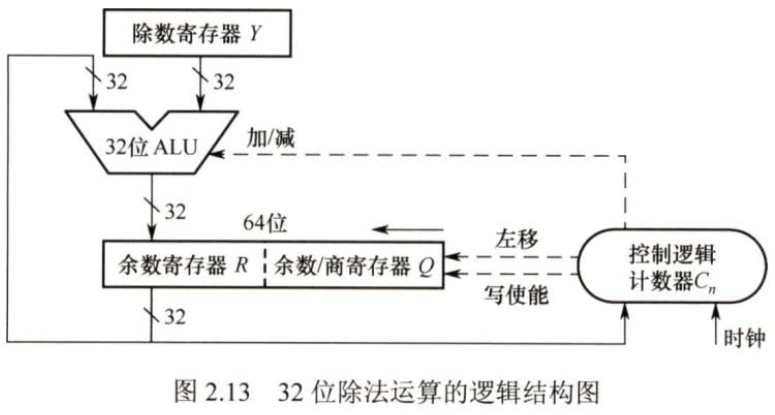 除数寄存器 Y
32
32
32位 ALU
加/减
32
64位
余数寄存器 R
余数/商寄存器 Q
左移
写使能
控制逻辑
计数器Cn
32
时钟
图 2.13 32 位除法运算的逻辑结构图